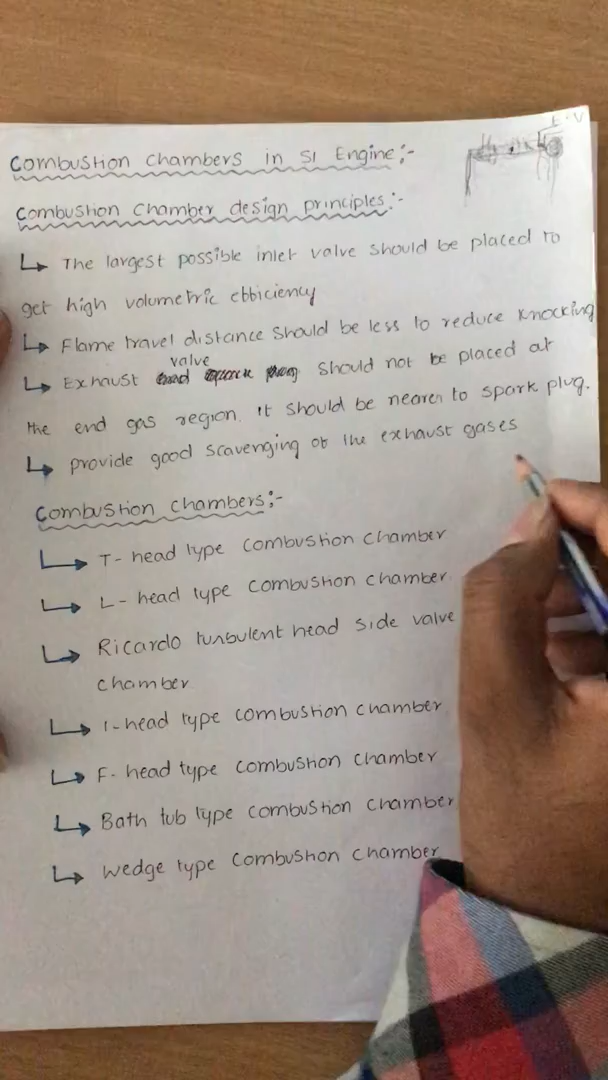 E.V
Combustion chambers in SI Engine:-
Combustion chamber design principles:-
↳ The largest possible inlet valve should be placed to
get high volumetric ebbiciency
↳ Flame travel distance should be less to reduce knocking
valve
↳ Exhaust should not be placed at
the end gas region. it should be nearer to spark plug.
↳ provide good scavenging ob the exhaust gases
Combustion chambers:-
↳ T-head type combustion chamber
↳ L-head type combustion chamber
↳ Ricardo turbulent head side valve
chamber
↳ I-head type combustion chamber
↳ F-head type combustion chamber
↳ Bath tub type combustion chamber
↳ wedge type combustion chamber